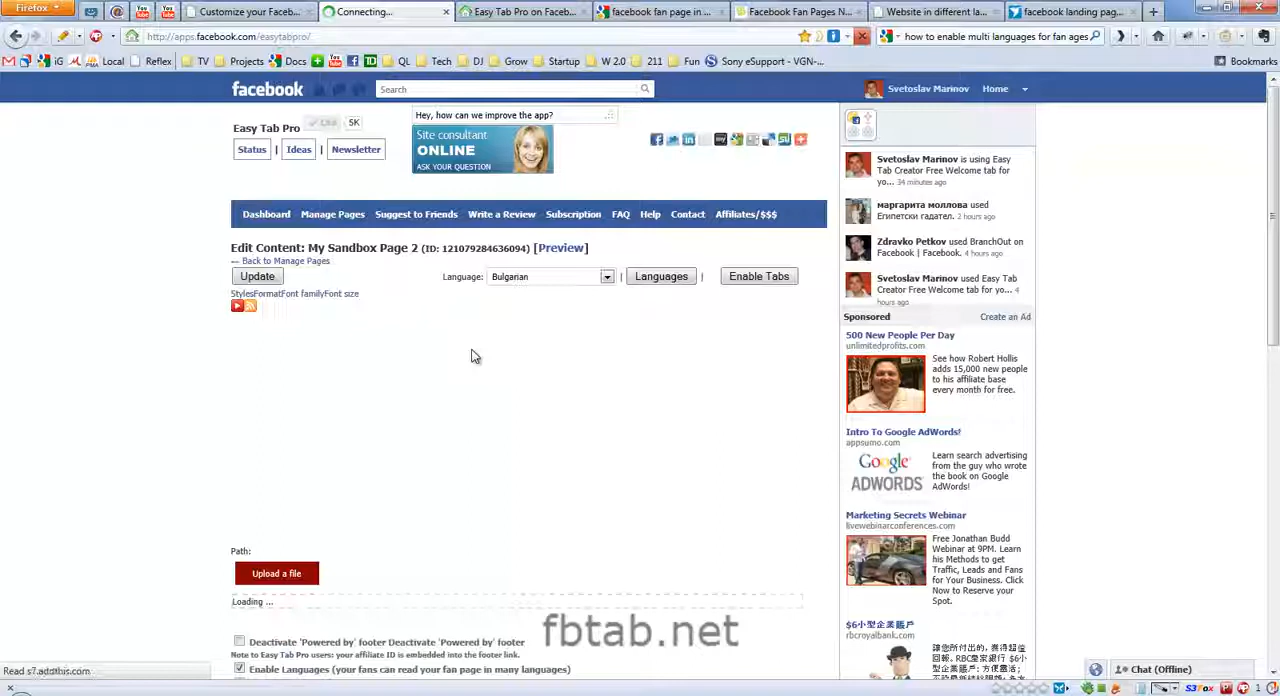 Firefox
Customize your Facebo...
Connecting...
Easy Tab Pro on Facebook...
facebook fan page in ...
Facebook Fan Pages N...
Website in different la...
facebook landing pag...
http://apps.facebook.com/easytabpro/
how to enable multi languages for fan ages
iG
Local
Reflex
TV
Projects
Docs
QL
Tech
DJ
Grow
Startup
W 2.0
211
Fun
Sony eSupport - VGN-...
Bookmarks
facebook
Search
Svetoslav Marinov
Home
Easy Tab Pro
Like
5K
Hey, how can we improve the app?
Status | Ideas | Newsletter
Site consultant
ONLINE
ASK YOUR QUESTION
Dashboard Manage Pages Suggest to Friends Write a Review Subscription FAQ Help Contact Affiliates/$$$
Edit Content: My Sandbox Page 2 (ID: 121079284636094) [Preview]
<-- Back to Manage Pages
Update
Language: Bulgarian | Languages | Enable Tabs
StylesFormatFont familyFont size
Path:
Upload a file
Loading ...
Deactivate 'Powered by' footer Deactivate 'Powered by' footer
Note to Easy Tab Pro users: your affiliate ID is embedded into the footer link.
Enable Languages (your fans can read your fan page in many languages)
fbtab.net
Svetoslav Marinov is using Easy
Tab Creator Free Welcome tab for
yo... 34 minutes ago
маргарита моллова used
Египетски гадател. 2 hours ago
Zdravko Petkov used BranchOut on
Facebook | Facebook. 4 hours ago
Svetoslav Marinov used Easy Tab
Creator Free Welcome tab for yo... 4
hours ago
Sponsored
Create an Ad
500 New People Per Day
unlimitedprofits.com
See how Robert Hollis
adds 15,000 new people
to his affiliate base
every month for free.
Intro To Google AdWords!
appsumo.com
Google
ADWORDS
Learn search advertising
from the guy who wrote
the book on Google
AdWords!
Marketing Secrets Webinar
livewebinarconferences.com
Free Jonathan Budd
Webinar at 9PM. Learn
his Methods to get
Traffic, Leads and Fans
for Your Business. Click
Now to Reserve your
Spot.
$6小型企業賬戶
rbcroyalbank.com
Chat (Offline)
Read s7.addthis.com
S3Fox
1